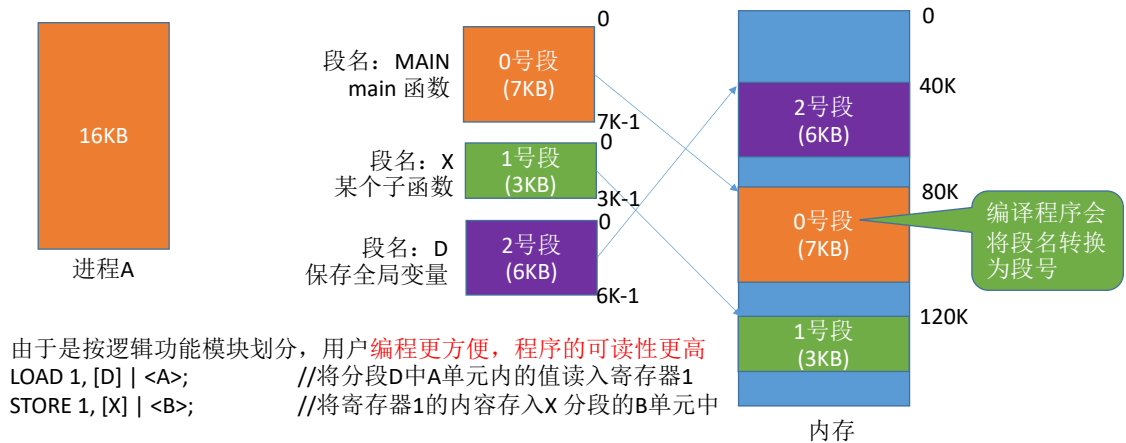 16KB
进程A
段名：MAIN
main 函数
0号段
(7KB)
0
7K-1
段名：X
某个子函数
1号段
(3KB)
0
3K-1
段名：D
保存全局变量
2号段
(6KB)
0
6K-1
0
40K
2号段
(6KB)
80K
0号段
(7KB)
120K
1号段
(3KB)
内存
编译程序会
将段名转换
为段号
由于是按逻辑功能模块划分，用户编程更方便，程序的可读性更高
LOAD 1, [D] | <A>; //将分段D中A单元内的值读入寄存器1
STORE 1, [X] | <B>; //将寄存器1的内容存入X 分段的B单元中